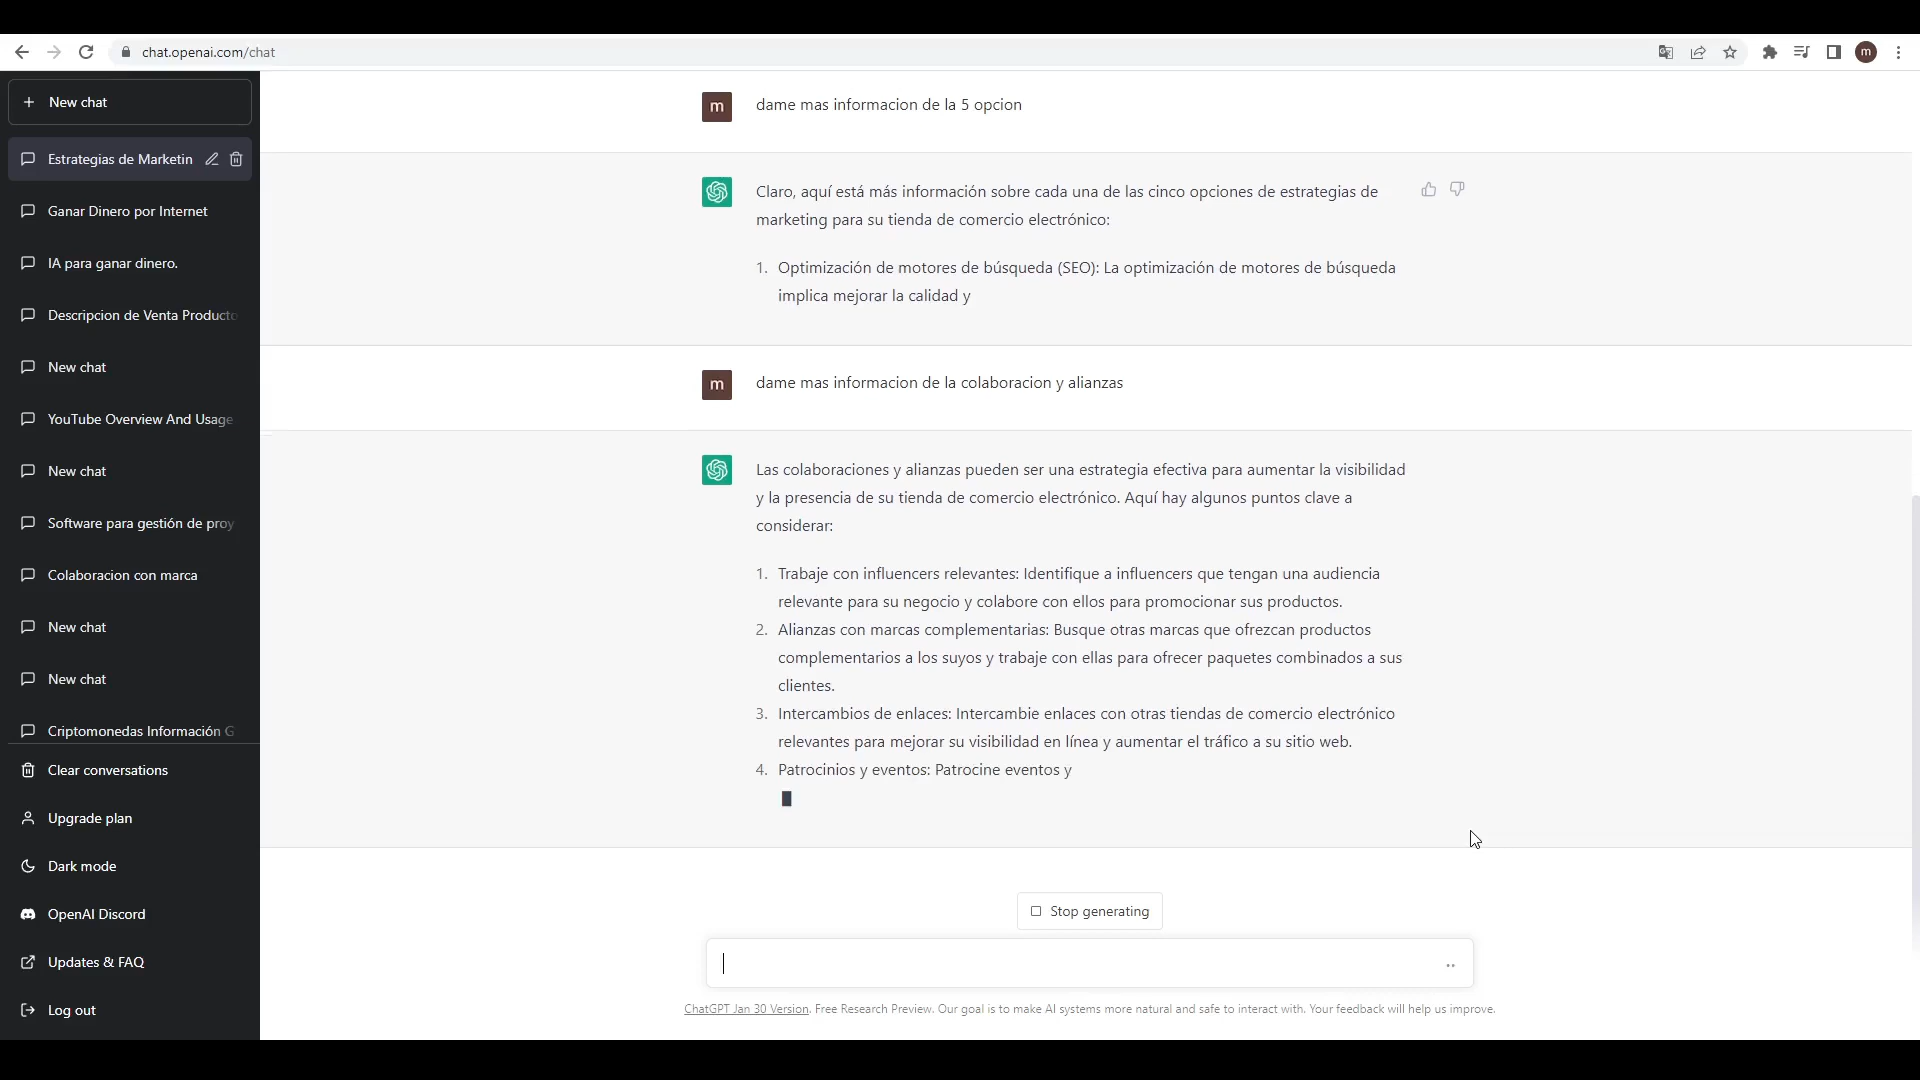 chat.openai.com/chat
m
New chat
Estrategias de Marketin
Ganar Dinero por Internet
IA para ganar dinero.
Descripcion de Venta Producto
New chat
YouTube Overview And Usage
New chat
Software para gestión de proy
Colaboracion con marca
New chat
New chat
Criptomonedas Información G
Clear conversations
Upgrade plan
Dark mode
OpenAI Discord
Updates & FAQ
Log out
m
dame mas informacion de la 5 opcion
Claro, aquí está más información sobre cada una de las cinco opciones de estrategias de
marketing para su tienda de comercio electrónico:
1. Optimización de motores de búsqueda (SEO): La optimización de motores de búsqueda
implica mejorar la calidad y
m
dame mas informacion de la colaboracion y alianzas
Las colaboraciones y alianzas pueden ser una estrategia efectiva para aumentar la visibilidad
y la presencia de su tienda de comercio electrónico. Aquí hay algunos puntos clave a
considerar:
1. Trabaje con influencers relevantes: Identifique a influencers que tengan una audiencia
relevante para su negocio y colabore con ellos para promocionar sus productos.
2. Alianzas con marcas complementarias: Busque otras marcas que ofrezcan productos
complementarios a los suyos y trabaje con ellas para ofrecer paquetes combinados a sus
clientes.
3. Intercambios de enlaces: Intercambie enlaces con otras tiendas de comercio electrónico
relevantes para mejorar su visibilidad en línea y aumentar el tráfico a su sitio web.
4. Patrocinios y eventos: Patrocine eventos y
Stop generating
ChatGPT Jan 30 Version. Free Research Preview. Our goal is to make AI systems more natural and safe to interact with. Your feedback will help us improve.